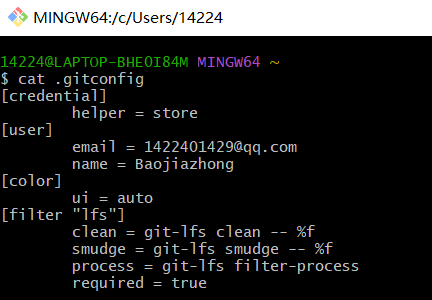 MINGW64:/c/Users/14224
14224@LAPTOP-BHEOI84M MINGW64 ~
$ cat .gitconfig
[credential]
        helper = store
[user]
        email = 1422401429@qq.com
        name = Baojiazhong
[color]
        ui = auto
[filter "lfs"]
        clean = git-lfs clean -- %f
        smudge = git-lfs smudge -- %f
        process = git-lfs filter-process
        required = true